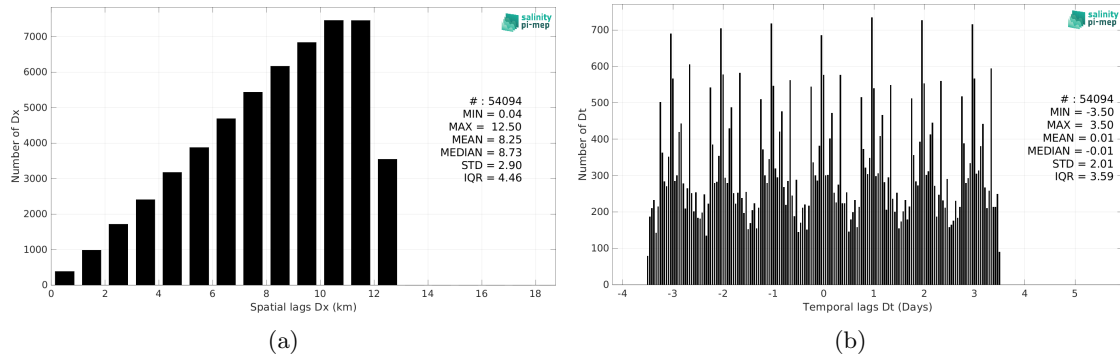 salinity
pi-mep
7000
6000
5000
4000
3000
2000
1000
0
Number of Dx
# : 54094
MIN = 0.04
MAX = 12.50
MEAN = 8.25
MEDIAN = 8.73
STD = 2.90
IQR = 4.46
0 2 4 6 8 10 12 14 16 18
Spatial lags Dx (km)
(a)
salinity
pi-mep
700
600
500
400
300
200
100
0
Number of Dt
# : 54094
MIN = -3.50
MAX = 3.50
MEAN = 0.01
MEDIAN = -0.01
STD = 2.01
IQR = 3.59
-4 -3 -2 -1 0 1 2 3 4 5
Temporal lags Dt (Days)
(b)